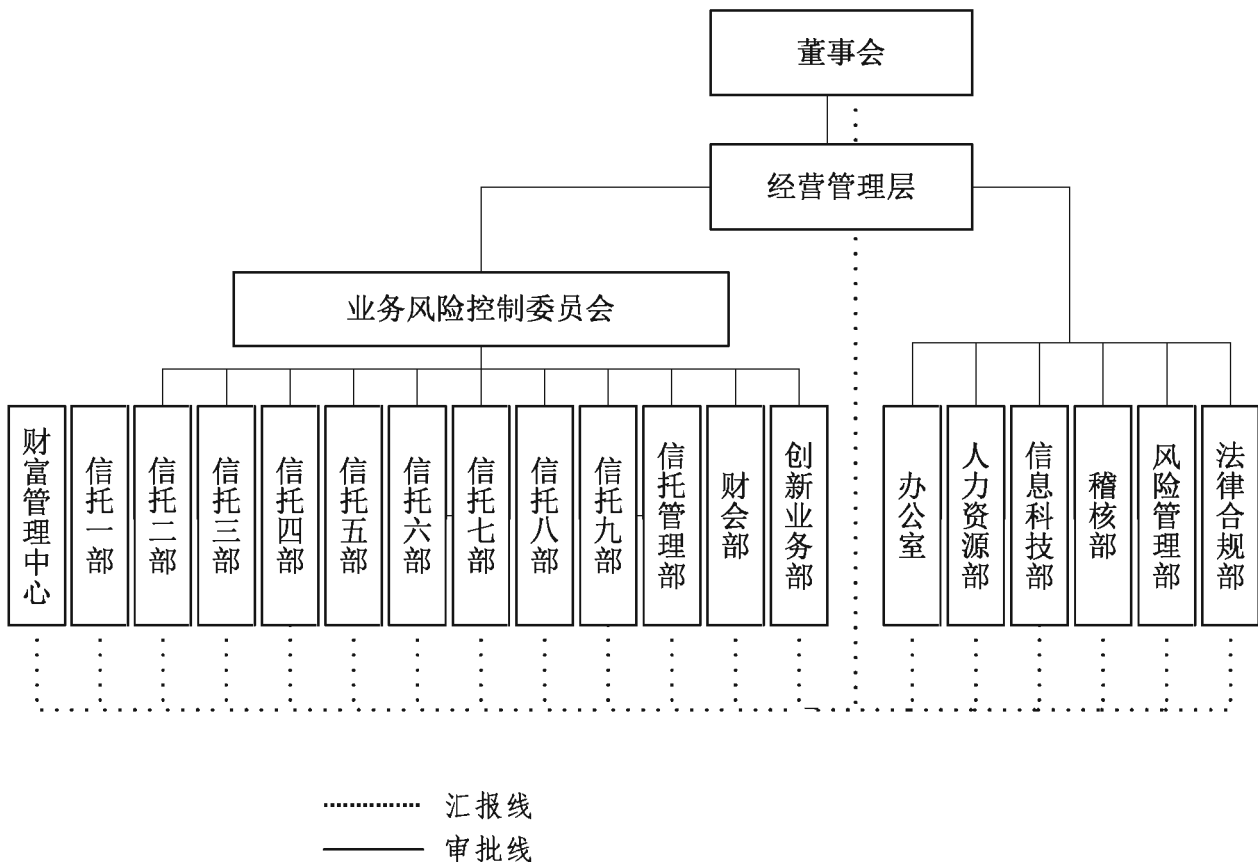 董事会
经营管理层
业务风险控制委员会
财富管理中心
信托一部
信托二部
信托三部
信托四部
信托五部
信托六部
信托七部
信托八部
信托九部
信托管理部
财会部
创新业务部
办公室
人力资源部
信息科技部
稽核部
风险管理部
法律合规部
汇报线
审批线